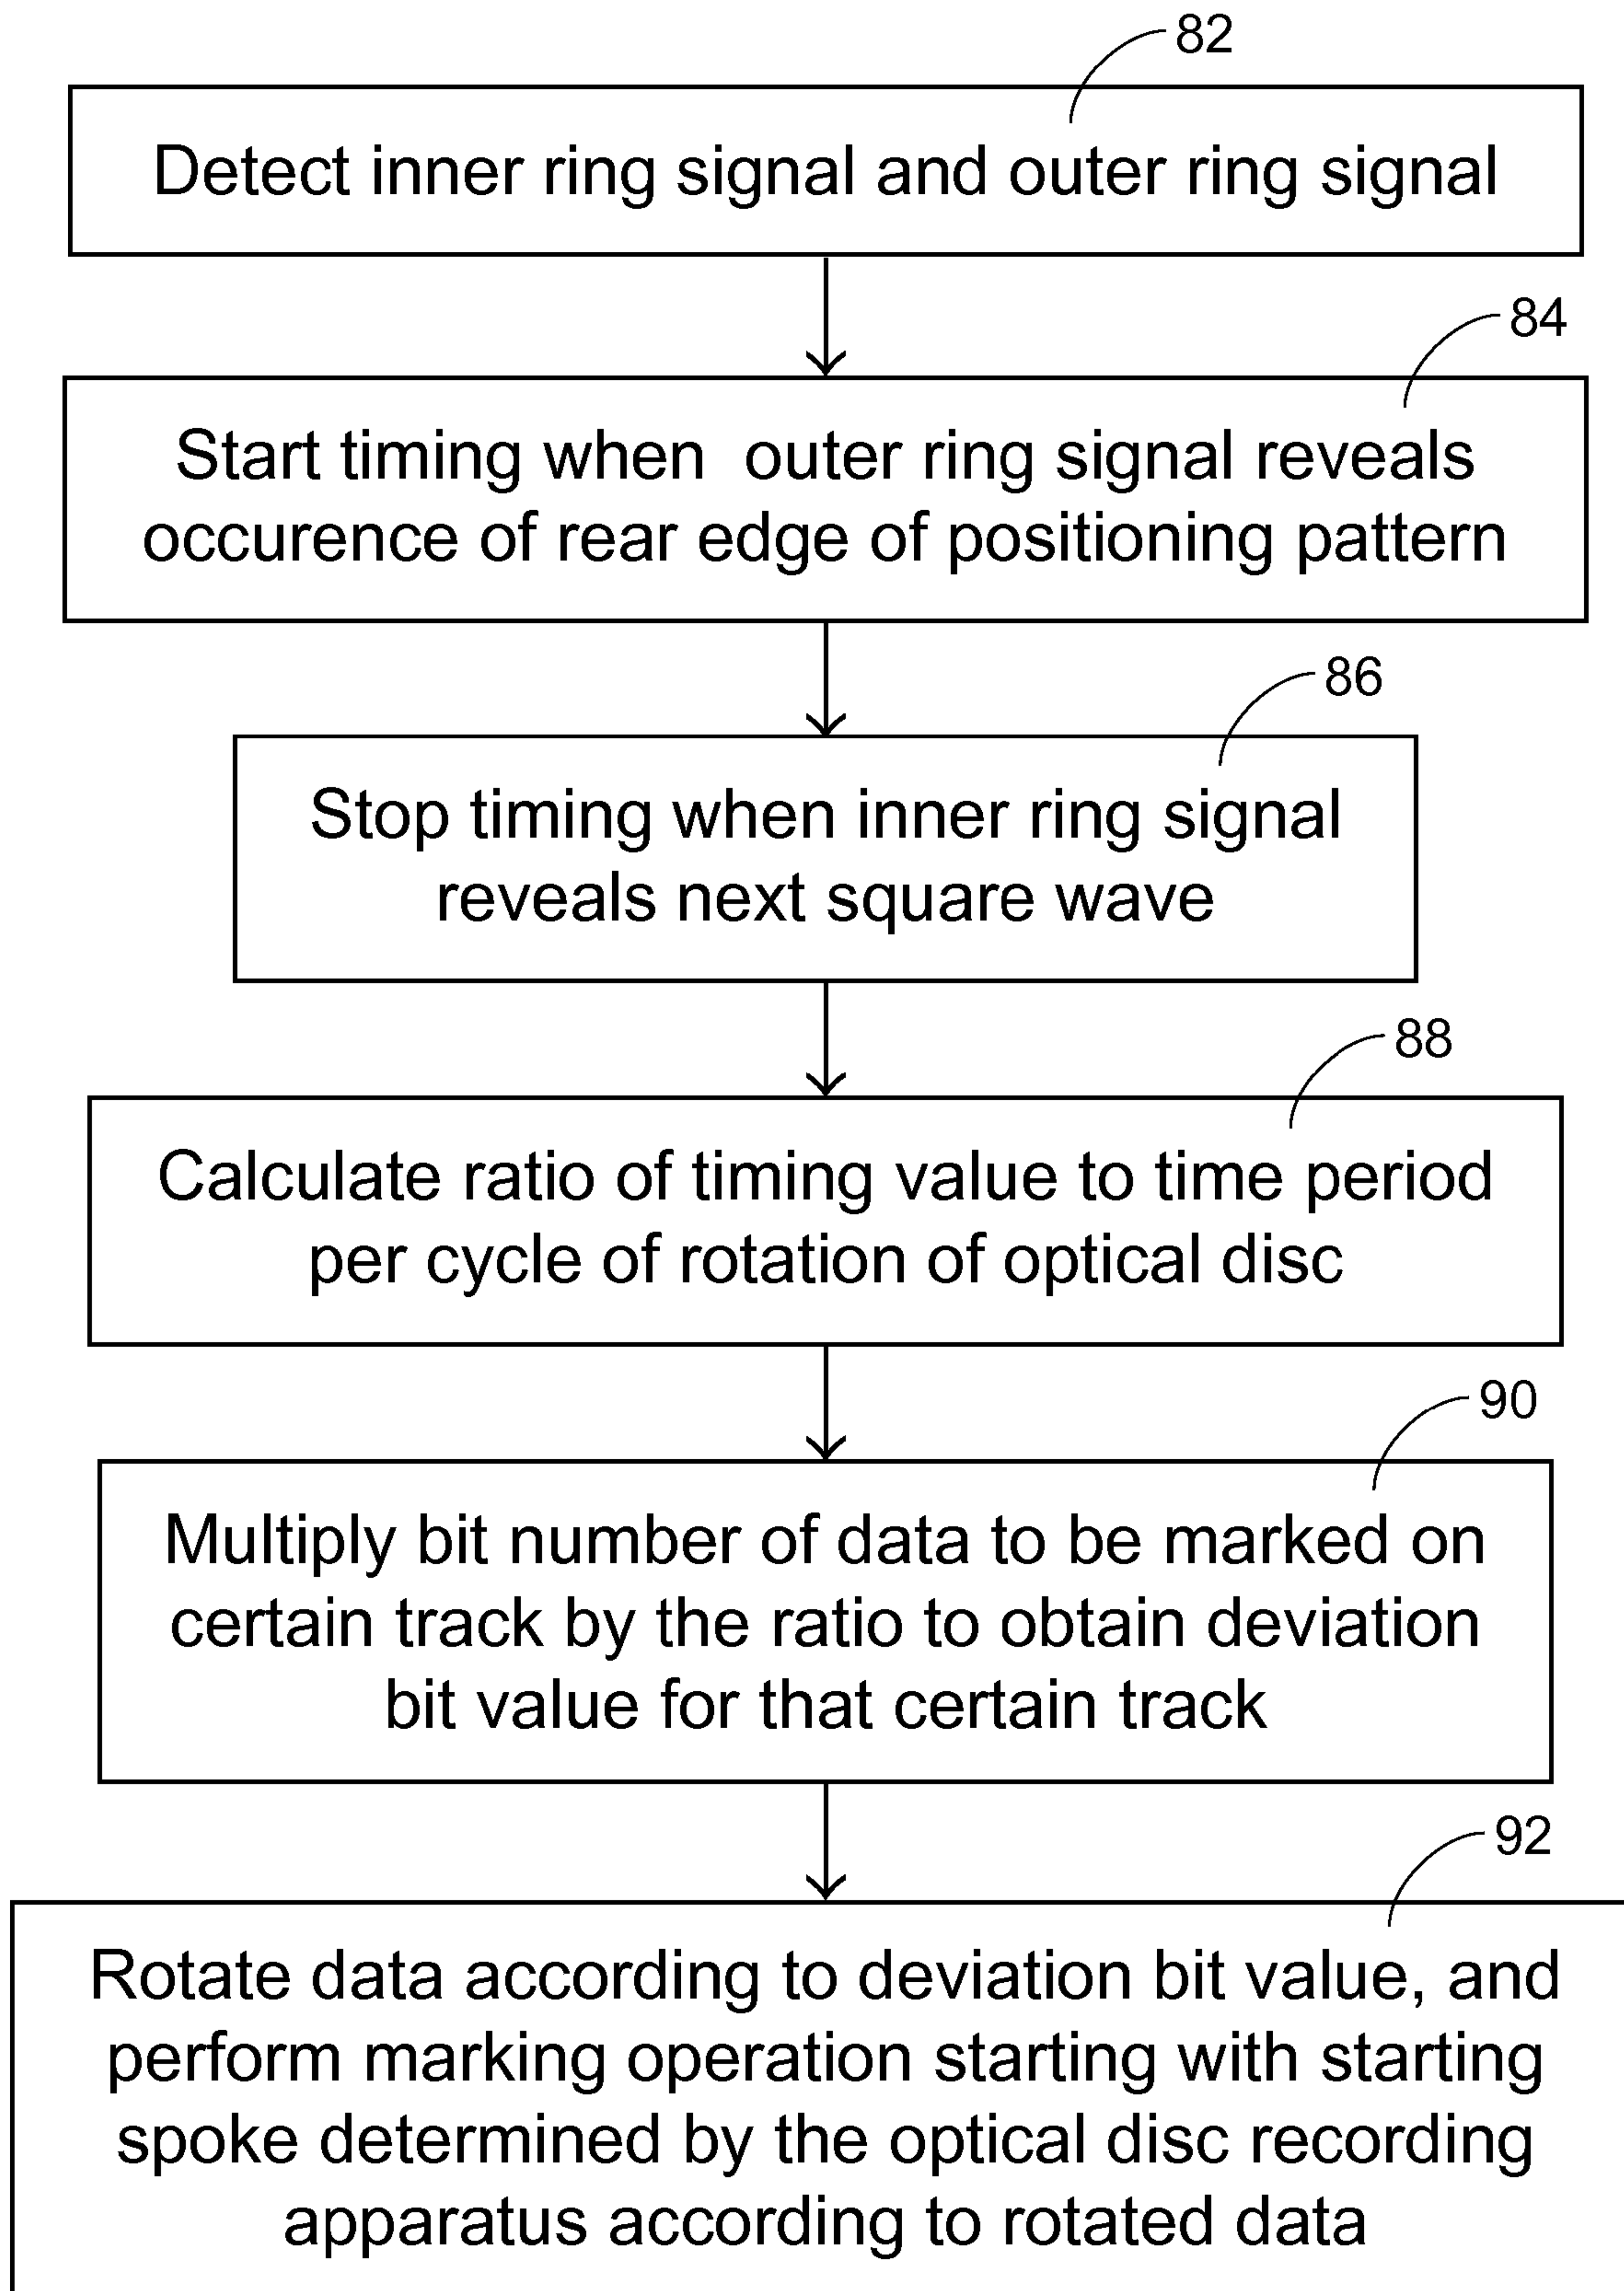 82
Detect inner ring signal and outer ring signal
84
Start timing when outer ring signal reveals
occurence of rear edge of positioning pattern
86
Stop timing when inner ring signal
reveals next square wave
88
Calculate ratio of timing value to time period
per cycle of rotation of optical disc
90
Multiply bit number of data to be marked on
certain track by the ratio to obtain deviation
bit value for that certain track
92
Rotate data according to deviation bit value, and
perform marking operation starting with starting
spoke determined by the optical disc recording
apparatus according to rotated data